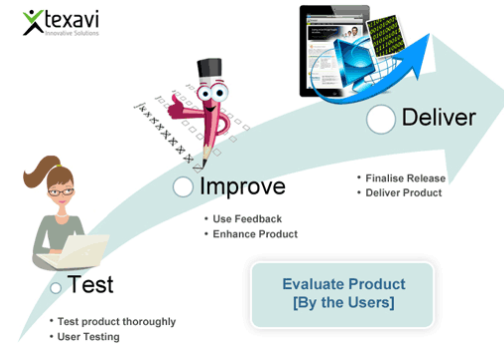 texavi
Innovative Solutions
Deliver
• Finalise Release
• Deliver Product
Improve
• Use Feedback
• Enhance Product
Test
• Test product thoroughly
• User Testing
Evaluate Product
[By the Users]